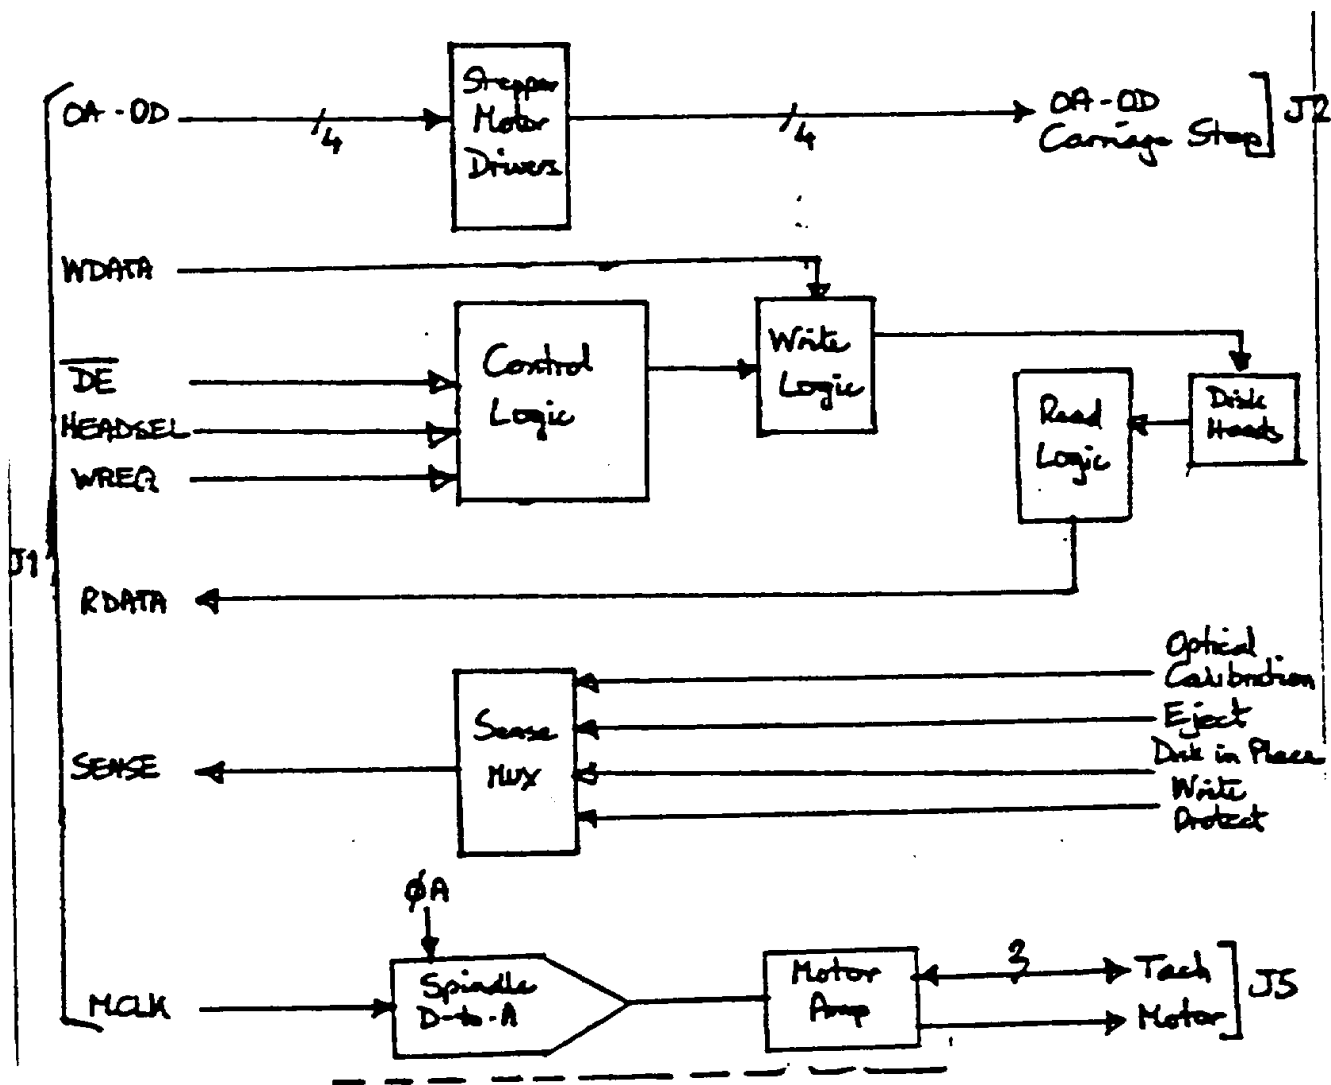 0A-0D
4
Stepper
Motor
Drivers
4
0A-0D
Carriage Step
J2
WDATA
DE
HEADSEL
WREQ
Control
Logic
Write
Logic
Read
Logic
Disk
Heads
J1
RDATA
SENSE
Sense
MUX
Optical
Calibration
Eject
Disk in Place
Write
Protect
ØA
MCLK
Spindle
D-to-A
Motor
Amp
3
Tach
Motor
J5